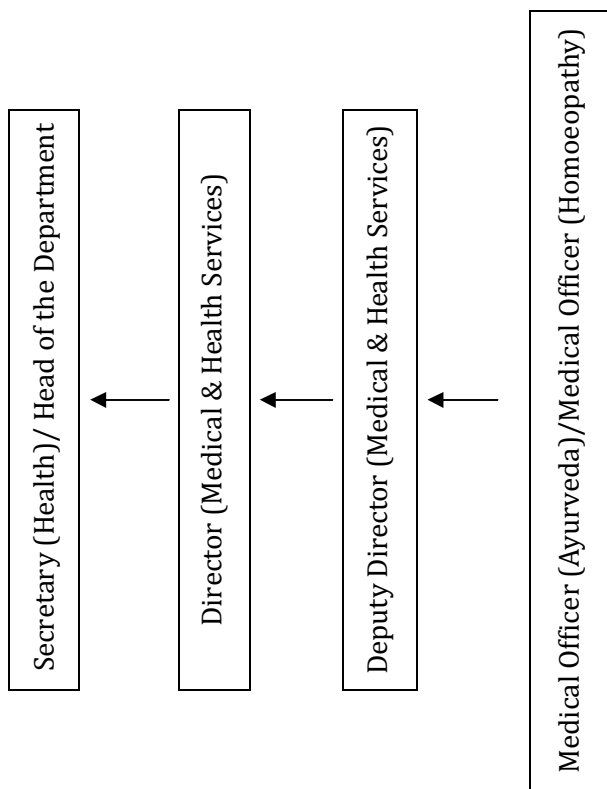 Secretary (Health)/ Head of the Department
Director (Medical & Health Services)
Deputy Director (Medical & Health Services)
Medical Officer (Ayurveda)/Medical Officer (Homoeopathy)